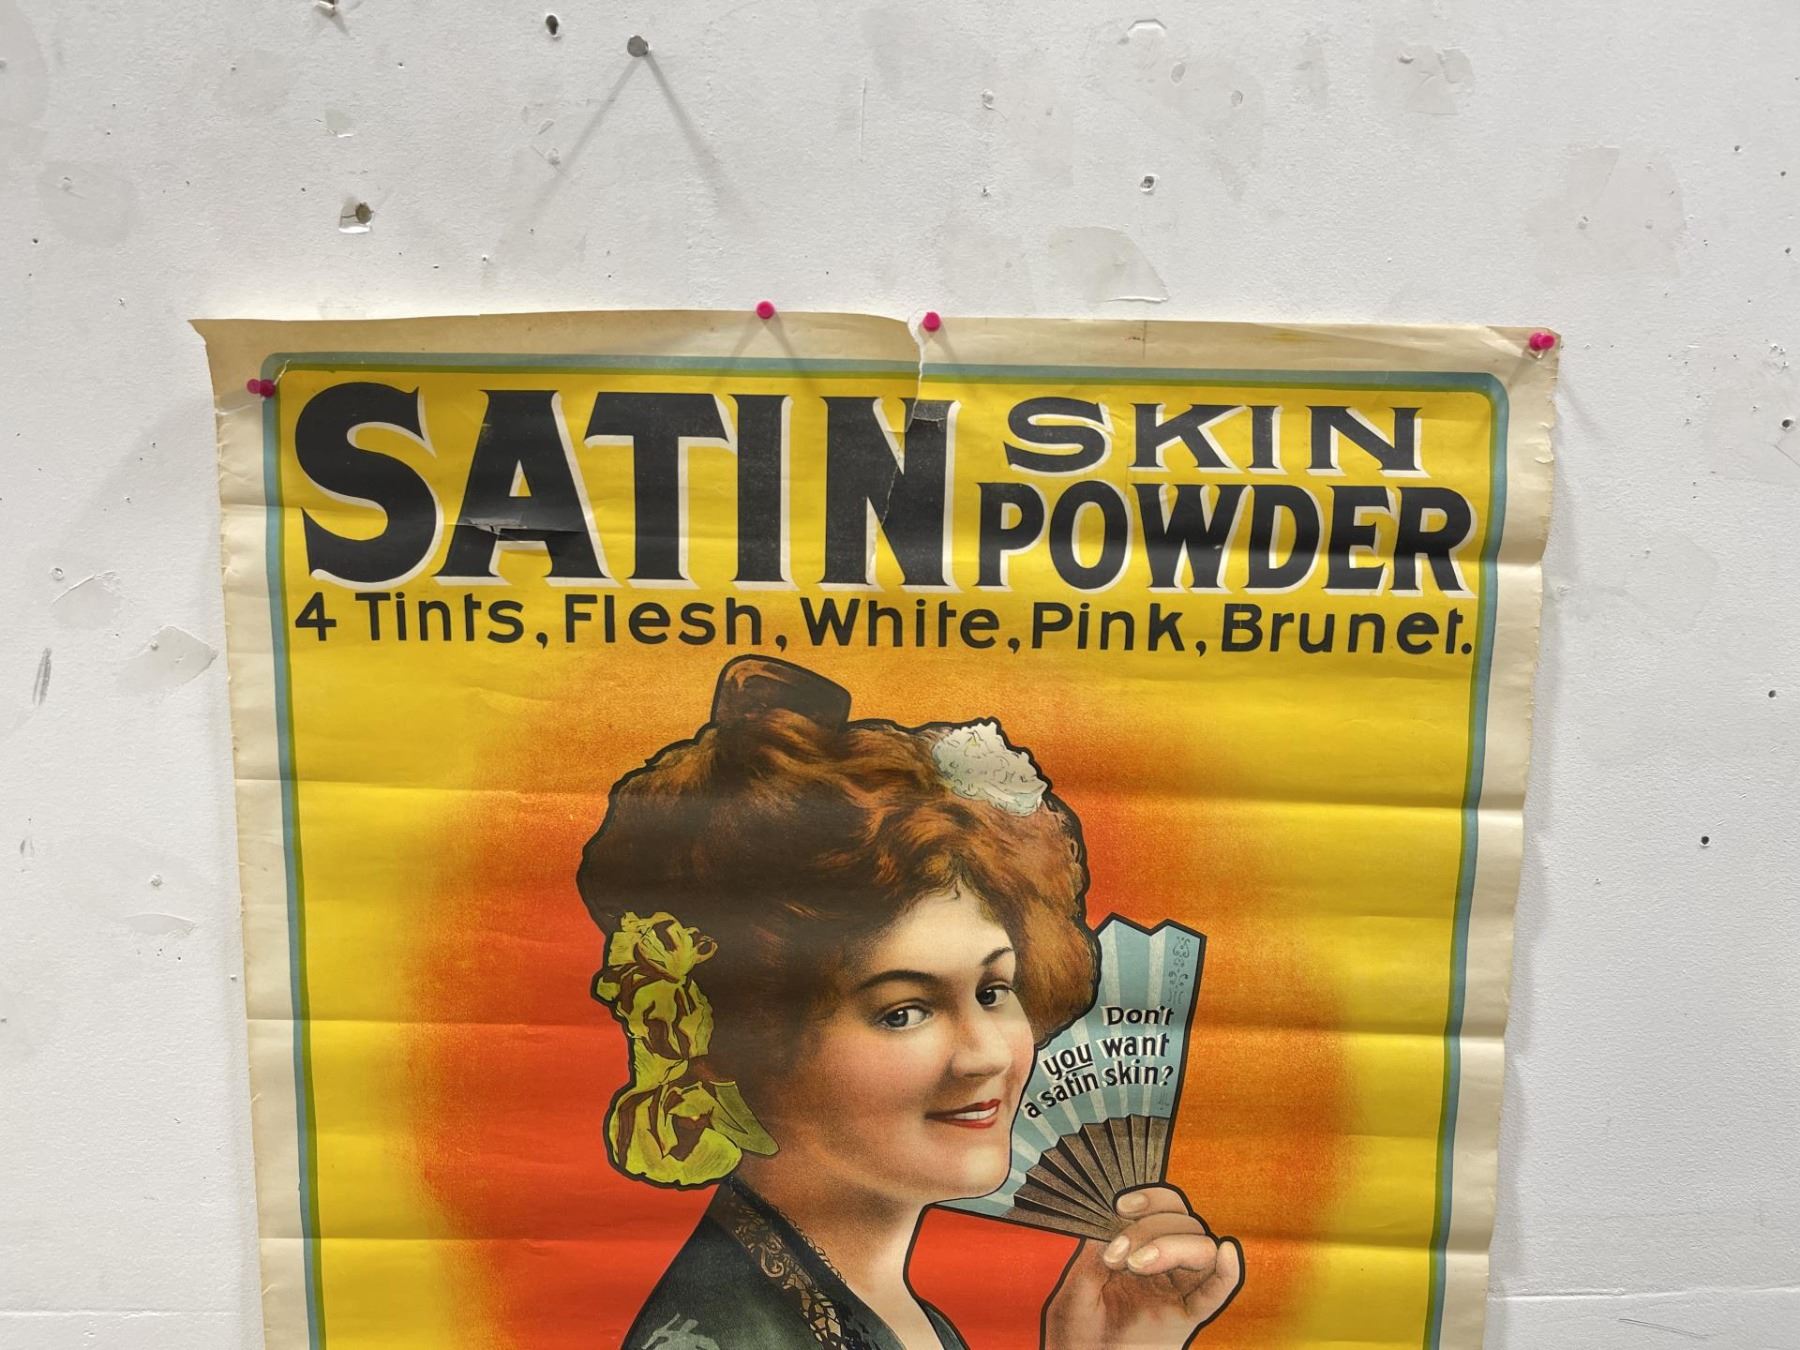 SATIN SKIN
POWDER
4 Tints, Flesh, White, Pink, Brunet.
Don't
you want
a satin skin?